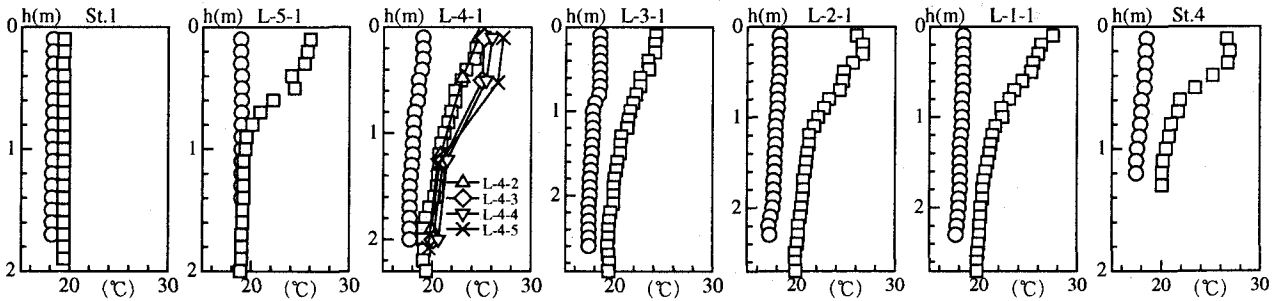 h(m) St.1 h(m) L-5-1 h(m) L-4-1 h(m) L-3-1 h(m) L-2-1 h(m) L-1-1 h(m) St.4
0 0 0 0 0 0 0
1 1 1 1 1 1 1
L-4-2
L-4-3
L-4-4
L-4-5
2 2 2 2 2 2 2
20 (℃) 30 20 (℃) 30 20 (℃) 30 20 (℃) 30 20 (℃) 30 20 (℃) 30 20 (℃) 30